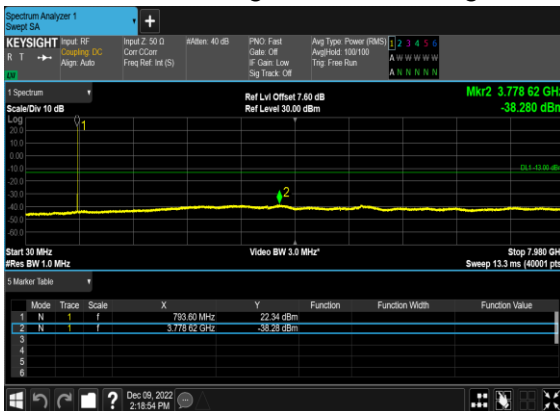 Spectrum Analyzer 1
Swept SA
KEYSIGHT Input: RF Input Z: 50 Ω #Atten: 40 dB PNO: Fast Avg Type: Power (RMS) 1 2 3 4 5 6
R T Coupling: DC Corr CCorr Gate: Off Avg|Hold: 100/100 A W W W W W
Align: Auto Freq Ref: Int (S) IF Gain: Low Trig: Free Run
LV Sig Track: Off A N N N N N
1 Spectrum Ref Lvl Offset 7.60 dB Mkr2 3.778 62 GH
Scale/Div 10 dB Ref Level 30.00 dBm -38.280 dBm
Log
20.0 1
10.0
0.00
-10.0 DL1 -13.00 dB
-20.0
-30.0 2
-40.0
-50.0
-60.0
Start 30 MHz Video BW 3.0 MHz* Stop 7.980 GH
#Res BW 1.0 MHz Sweep 13.3 ms (40001 pts
5 Marker Table
Mode Trace Scale X Y Function Function Width Function Value
1 N 1 f 793.60 MHz 22.34 dBm
2 N 1 f 3.778 62 GHz -38.28 dBm
3
4
5
6
? Dec 09, 2022
2:18:54 PM